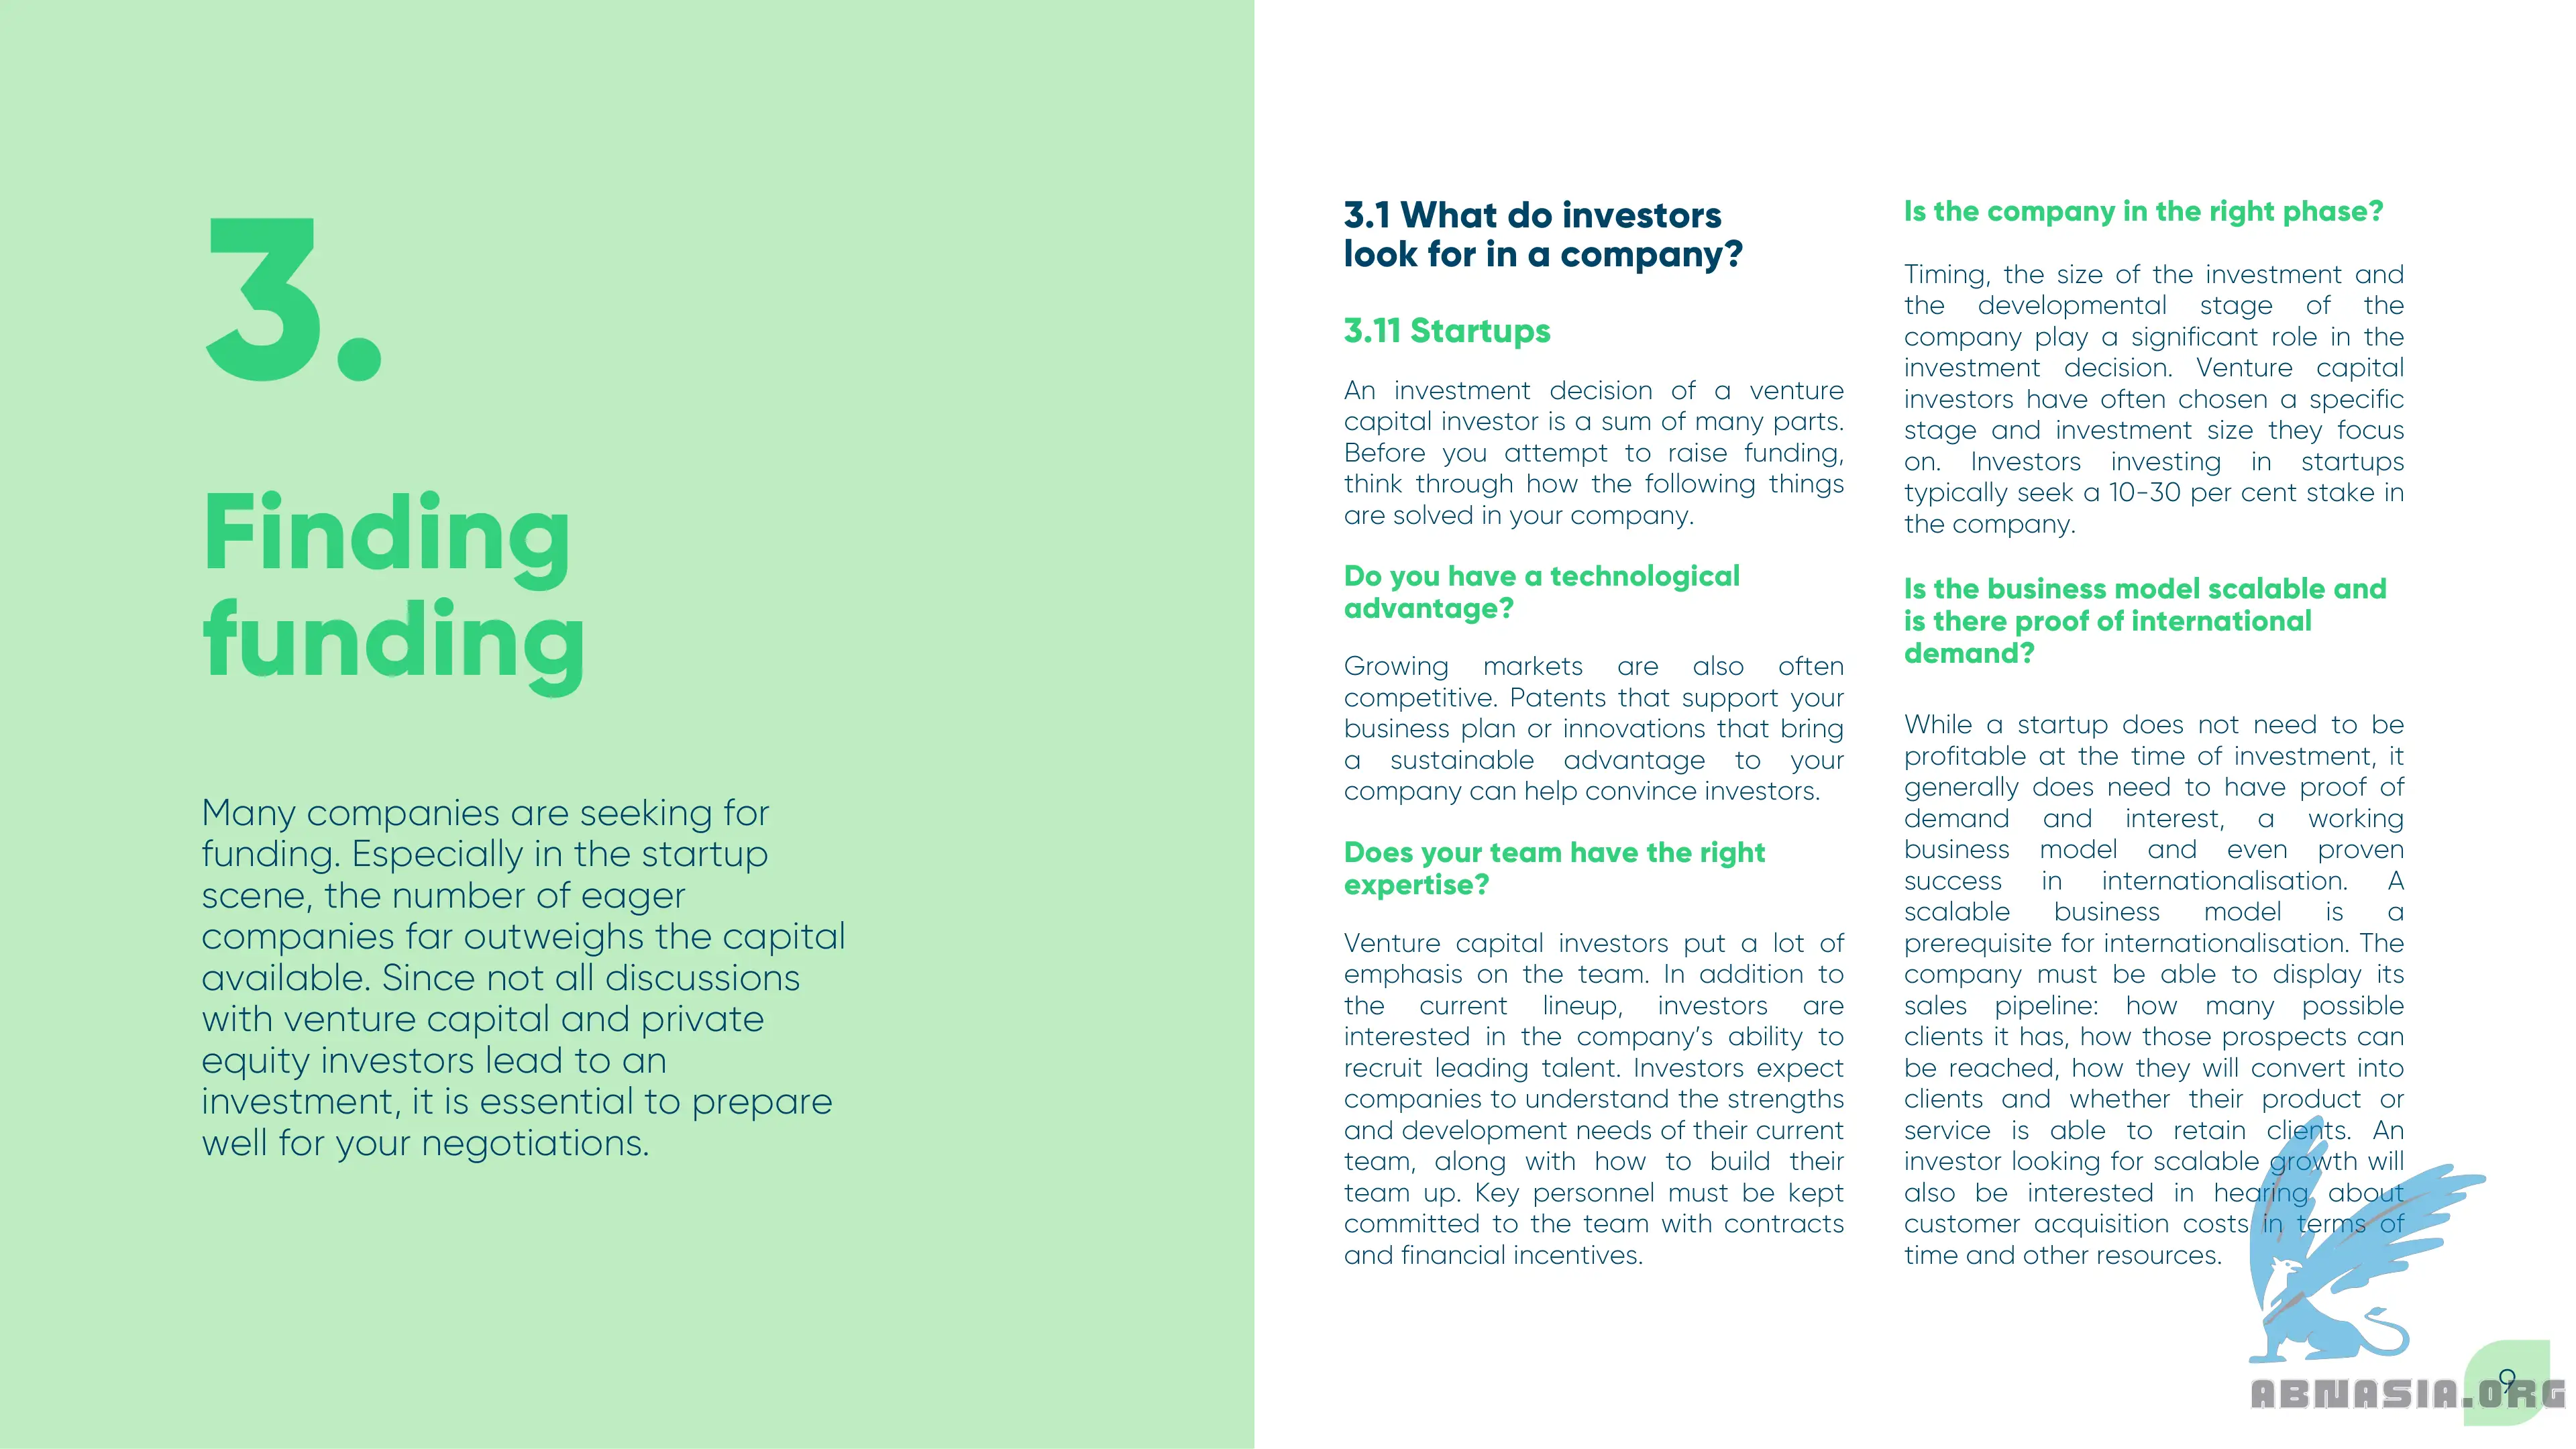 3.
Finding
funding
Many companies are seeking for
funding. Especially in the startup
scene, the number of eager
companies far outweighs the capital
available. Since not all discussions
with venture capital and private
equity investors lead to an
investment, it is essential to prepare
well for your negotiations.
3.1 What do investors
look for in a company?
3.11 Startups
An investment decision of a venture
capital investor is a sum of many parts.
Before you attempt to raise funding,
think through how the following things
are solved in your company.
Do you have a technological
advantage?
Growing markets are also often
competitive. Patents that support your
business plan or innovations that bring
a sustainable advantage to your
company can help convince investors.
Does your team have the right
expertise?
Venture capital investors put a lot of
emphasis on the team. In addition to
the current lineup, investors are
interested in the company’s ability to
recruit leading talent. Investors expect
companies to understand the strengths
and development needs of their current
team, along with how to build their
team up. Key personnel must be kept
committed to the team with contracts
and financial incentives.
Is the company in the right phase?
Timing, the size of the investment and
the developmental stage of the
company play a significant role in the
investment decision. Venture capital
investors have often chosen a specific
stage and investment size they focus
on. Investors investing in startups
typically seek a 10-30 per cent stake in
the company.
Is the business model scalable and
is there proof of international
demand?
While a startup does not need to be
profitable at the time of investment, it
generally does need to have proof of
demand and interest, a working
business model and even proven
success in internationalisation. A
scalable business model is a
prerequisite for internationalisation. The
company must be able to display its
sales pipeline: how many possible
clients it has, how those prospects can
be reached, how they will convert into
clients and whether their product or
service is able to retain clients. An
investor looking for scalable growth will
also be interested in hearing about
customer acquisition costs in terms of
time and other resources.
9
ABNASIA.ORG